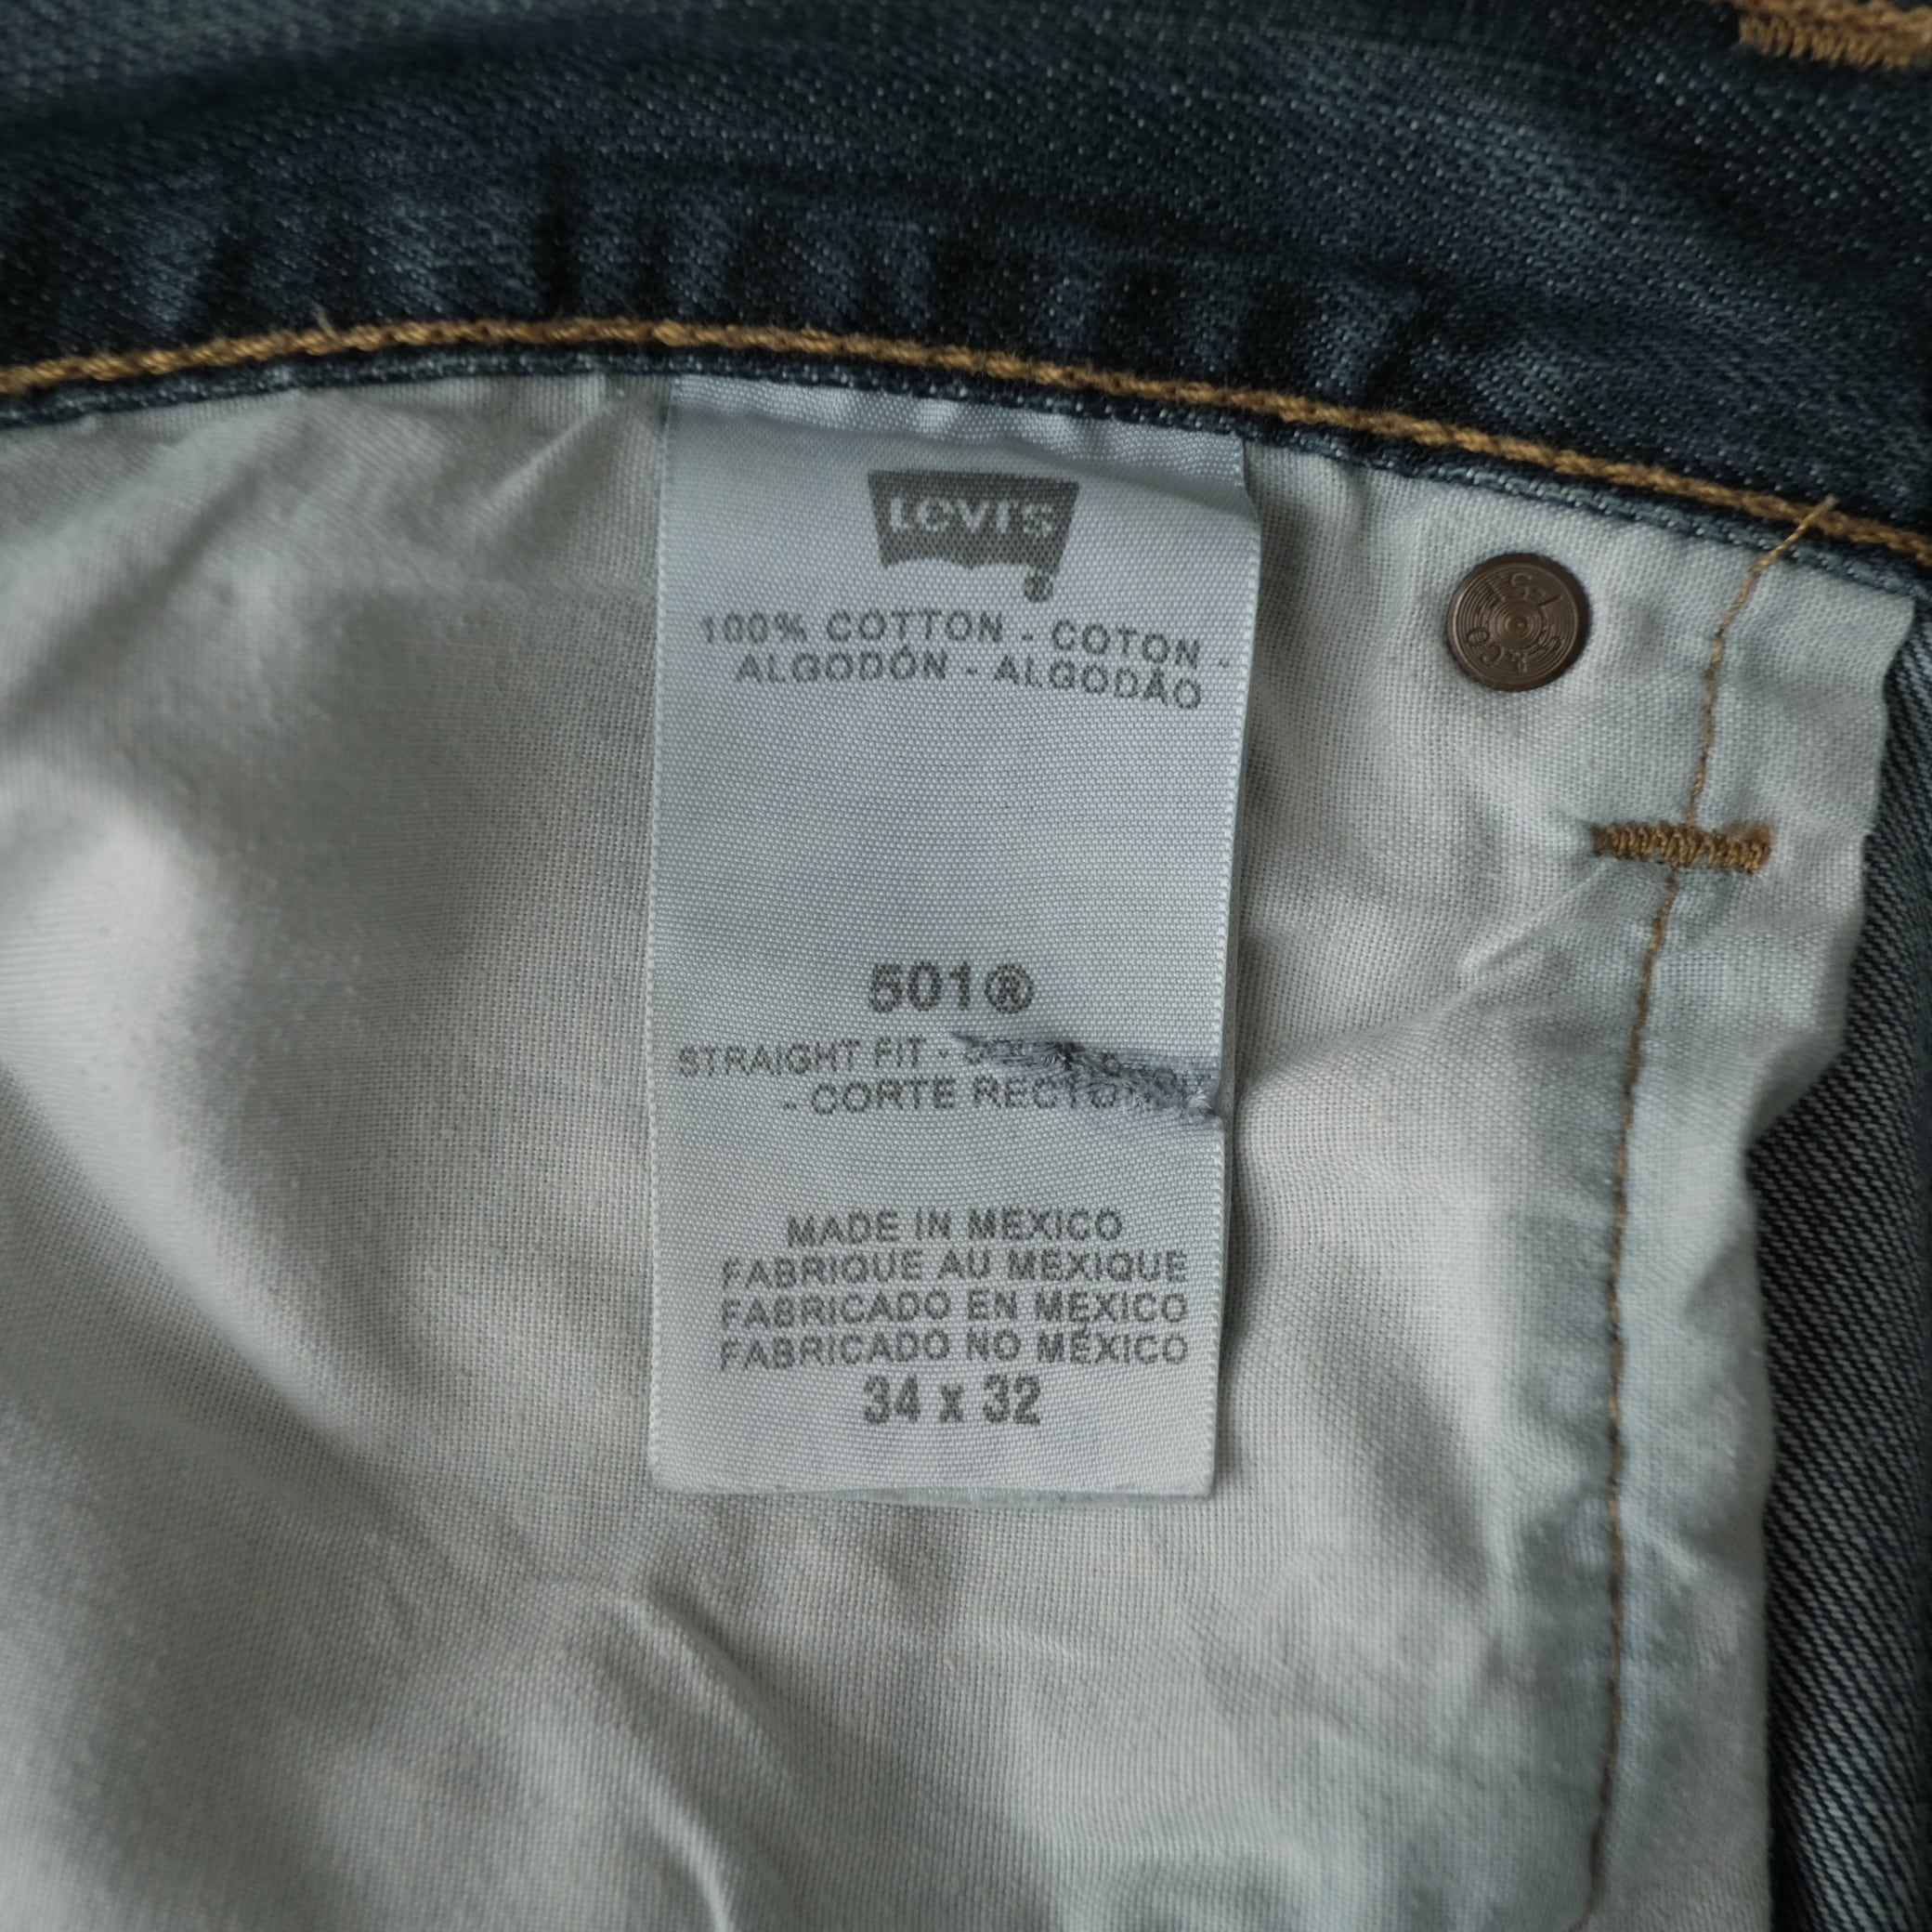 Levi's
100% COTTON - COTON -
ALGODÓN - ALGODÃO
501®
STRAIGHT FIT -
- CORTE RECTO
MADE IN MEXICO
FABRIQUE AU MEXIQUE
FABRICADO EN MÉXICO
FABRICADO NO MÉXICO
34 x 32